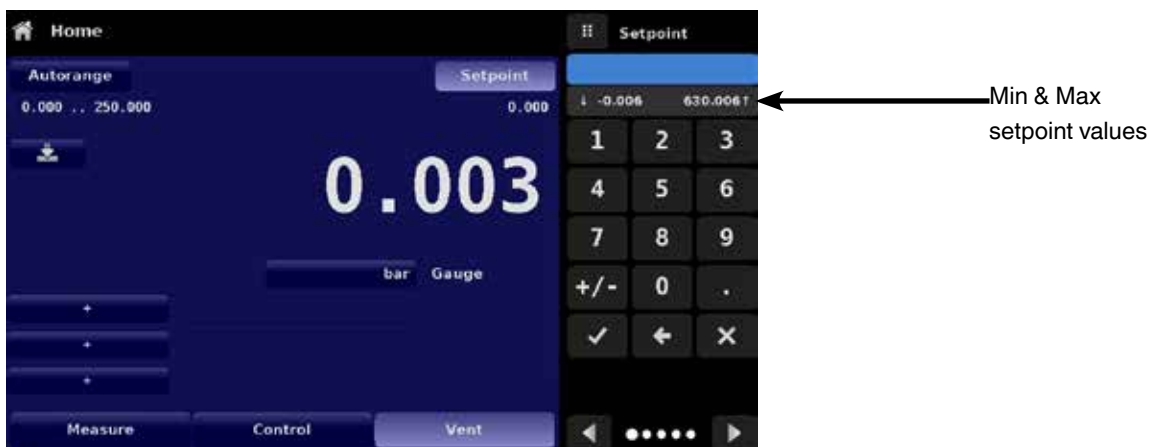 Home
Setpoint
Autorange
Setpoint
0.000 .. 250.000
0.000
↓ -0.006 630.006↑
Min & Max
setpoint values
0.003
bar Gauge
1 2 3
4 5 6
7 8 9
+/- 0 .
+
+
+
Measure Control Vent